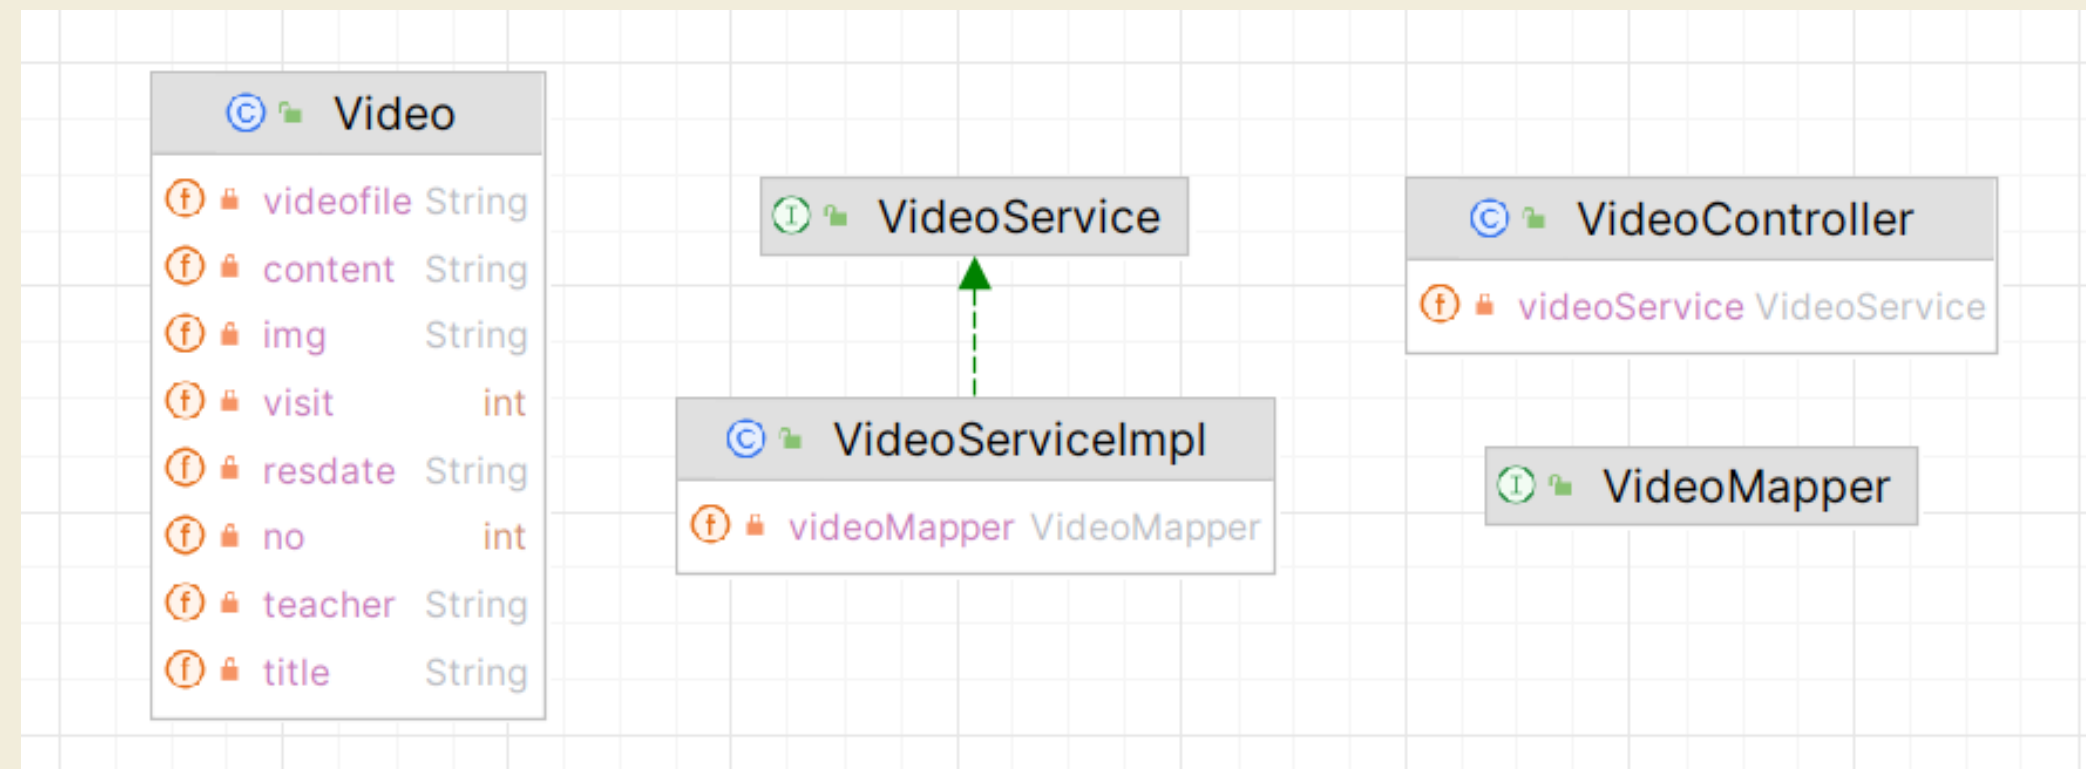 Video
videofile String
content String
img String
visit int
resdate String
no int
teacher String
title String
VideoService
VideoServiceImpl
videoMapper VideoMapper
VideoController
videoService VideoService
VideoMapper